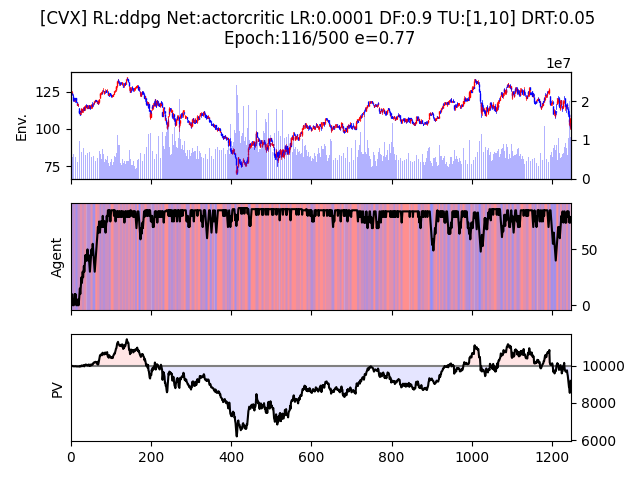 [CVX] RL:ddpg Net:actorcritic LR:0.0001 DF:0.9 TU:[1,10] DRT:0.05
Epoch:116/500 e=0.77
1e7
125
100
75
Env.
2
1
0
Agent
50
0
PV
10000
8000
6000
0 200 400 600 800 1000 1200